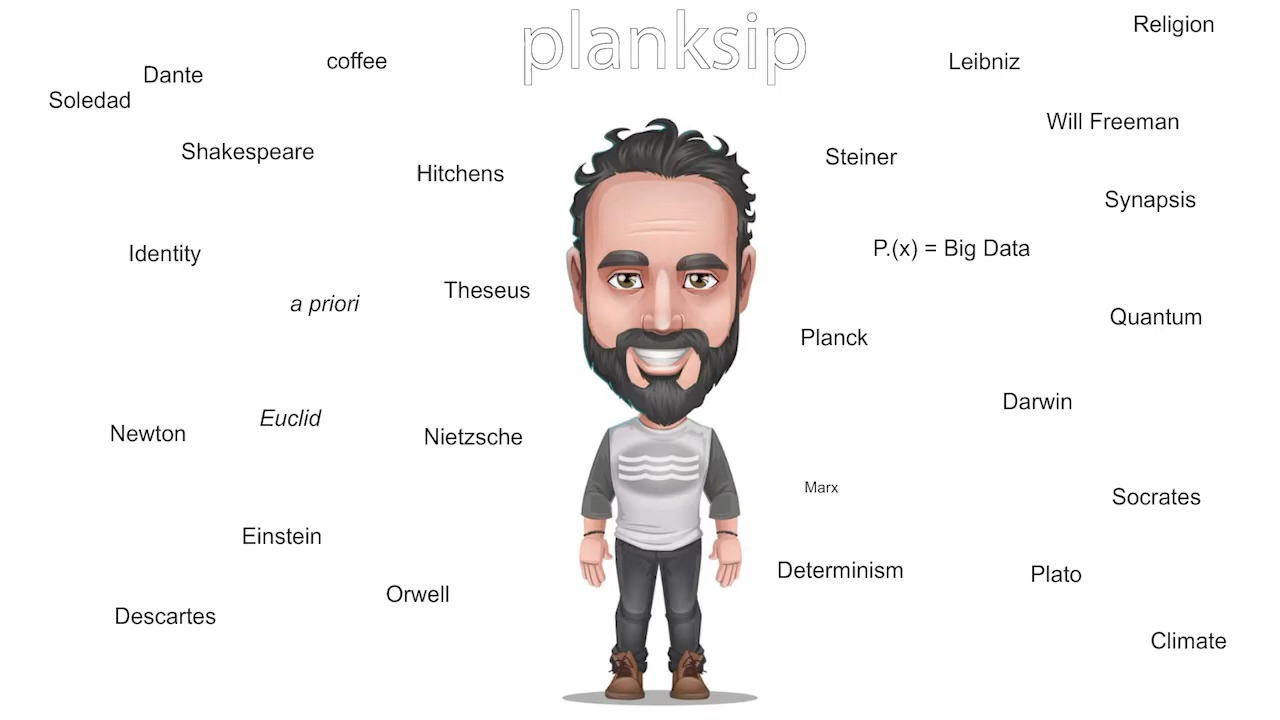 planksip
Religion
coffee
Leibniz
Dante
Soledad
Will Freeman
Shakespeare
Steiner
Hitchens
Synapsis
P.(x) = Big Data
Identity
Theseus
a priori
Quantum
Planck
Darwin
Euclid
Newton
Nietzsche
Marx
Socrates
Einstein
Determinism
Plato
Orwell
Descartes
Climate